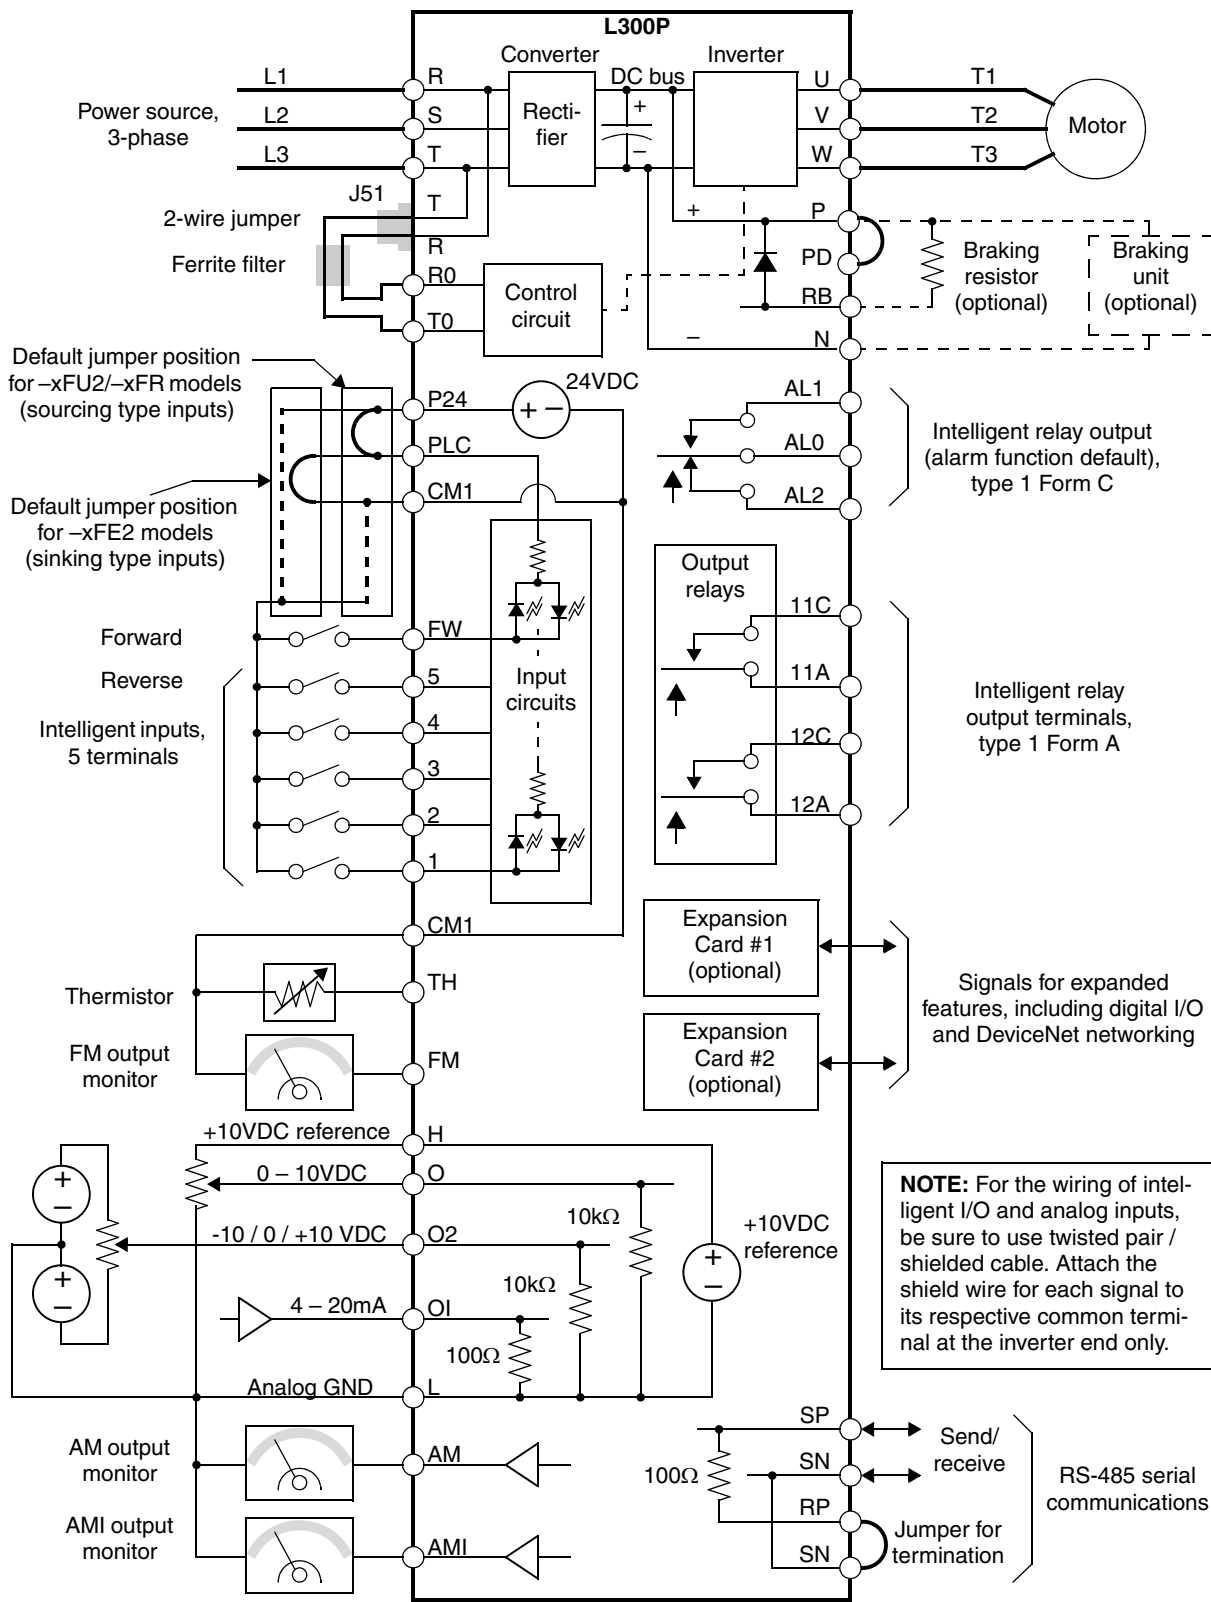 L300P
Converter
Inverter
DC bus
Power source,
3-phase
L1
L2
L3
R
S
T
Recti-
fier
+
–
U
V
W
T1
T2
T3
Motor
J51
T
R
2-wire jumper
Ferrite filter
R0
T0
Control
circuit
+
–
P
PD
RB
N
Braking
resistor
(optional)
Braking
unit
(optional)
Default jumper position
for –xFU2/–xFR models
(sourcing type inputs)
Default jumper position
for –xFE2 models
(sinking type inputs)
P24
PLC
CM1
24VDC
+ –
AL1
AL0
AL2
Intelligent relay output
(alarm function default),
type 1 Form C
Forward
Reverse
Intelligent inputs,
5 terminals
FW
5
4
3
2
1
Input
circuits
Output
relays
11C
11A
12C
12A
Intelligent relay
output terminals,
type 1 Form A
CM1
TH
FM
Thermistor
FM output
monitor
Expansion
Card #1
(optional)
Expansion
Card #2
(optional)
Signals for expanded
features, including digital I/O
and DeviceNet networking
+10VDC reference
H
0 – 10VDC
O
-10 / 0 / +10 VDC
O2
4 – 20mA
OI
Analog GND
L
+
–
+
–
10kΩ
10kΩ
100Ω
+
–
+10VDC
reference
NOTE: For the wiring of intel-
ligent I/O and analog inputs,
be sure to use twisted pair /
shielded cable. Attach the
shield wire for each signal to
its respective common termi-
nal at the inverter end only.
AM output
monitor
AM
AMI output
monitor
AMI
100Ω
SP
SN
RP
SN
Send/
receive
Jumper for
termination
RS-485 serial
communications